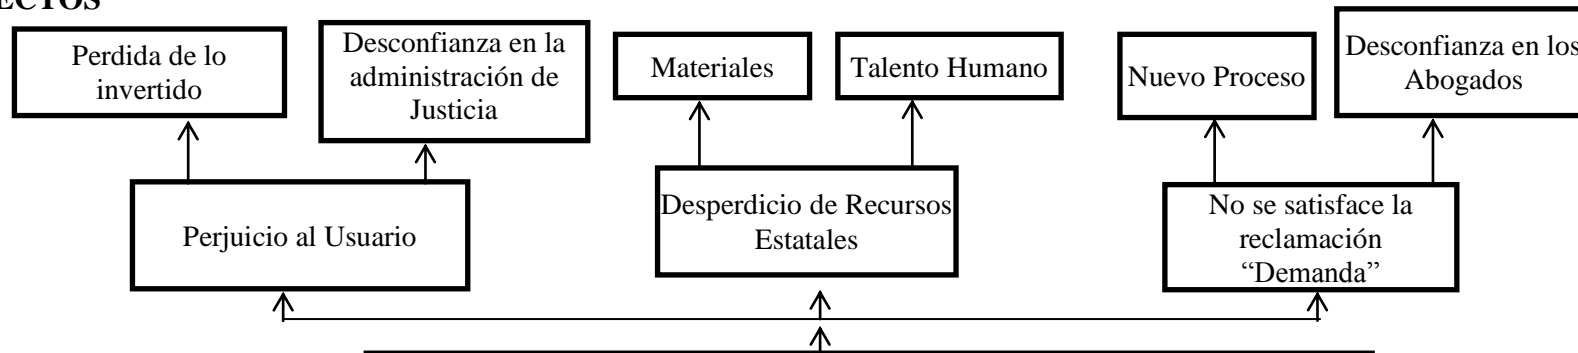 Perdida de lo
invertido
Desconfianza en la
administración de
Justicia
Materiales
Talento Humano
Nuevo Proceso
Desconfianza en los
Abogados
Perjuicio al Usuario
Desperdicio de Recursos
Estatales
No se satisface la
reclamación
“Demanda”